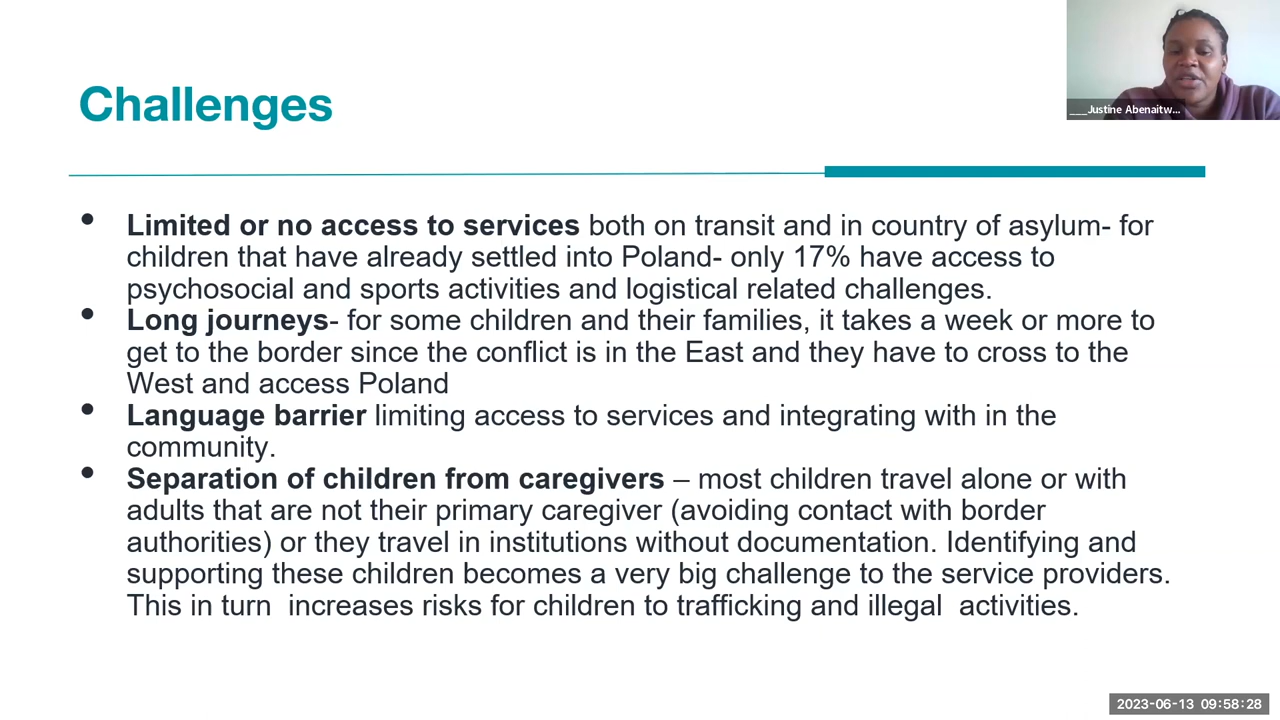 Challenges
___Justine Abenaitw...
• Limited or no access to services both on transit and in country of asylum- for
children that have already settled into Poland- only 17% have access to
psychosocial and sports activities and logistical related challenges.
• Long journeys- for some children and their families, it takes a week or more to
get to the border since the conflict is in the East and they have to cross to the
West and access Poland
• Language barrier limiting access to services and integrating with in the
community.
• Separation of children from caregivers – most children travel alone or with
adults that are not their primary caregiver (avoiding contact with border
authorities) or they travel in institutions without documentation. Identifying and
supporting these children becomes a very big challenge to the service providers.
This in turn  increases risks for children to trafficking and illegal  activities.
2023-06-13 09:58:28